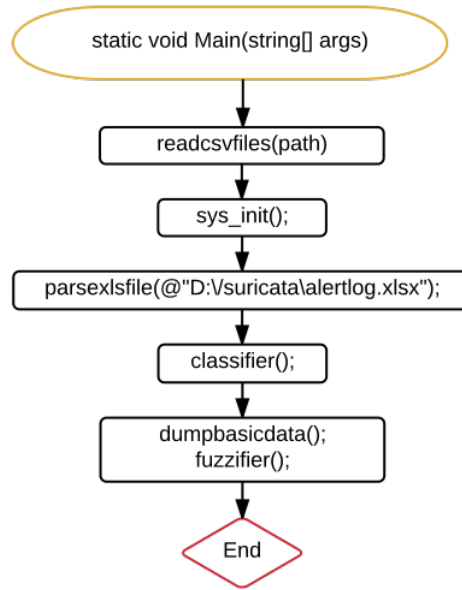 static void Main(string[] args)
readcsvfiles(path)
sys_init();
parsexlsfile(@"D:\/suricata\alertlog.xlsx");
classifier();
dumpbasicdata();
fuzzifier();
End